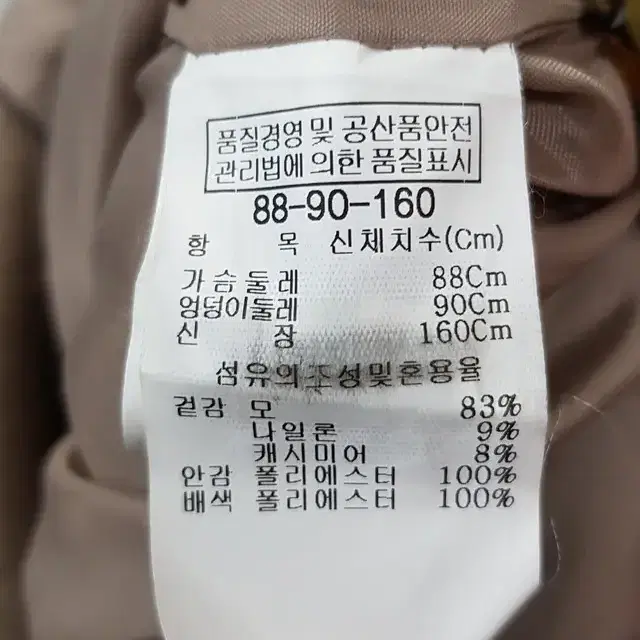 품질경영 및 공산품안전
관리법에 의한 품질표시
88-90-160
항 목 신체치수(Cm)
가슴둘레 88Cm
엉덩이둘레 90Cm
신 장 160Cm
섬유의조성및혼용율
겉감 모 83%
나일론 9%
캐시미어 8%
안감 폴리에스터 100%
배색 폴리에스터 100%